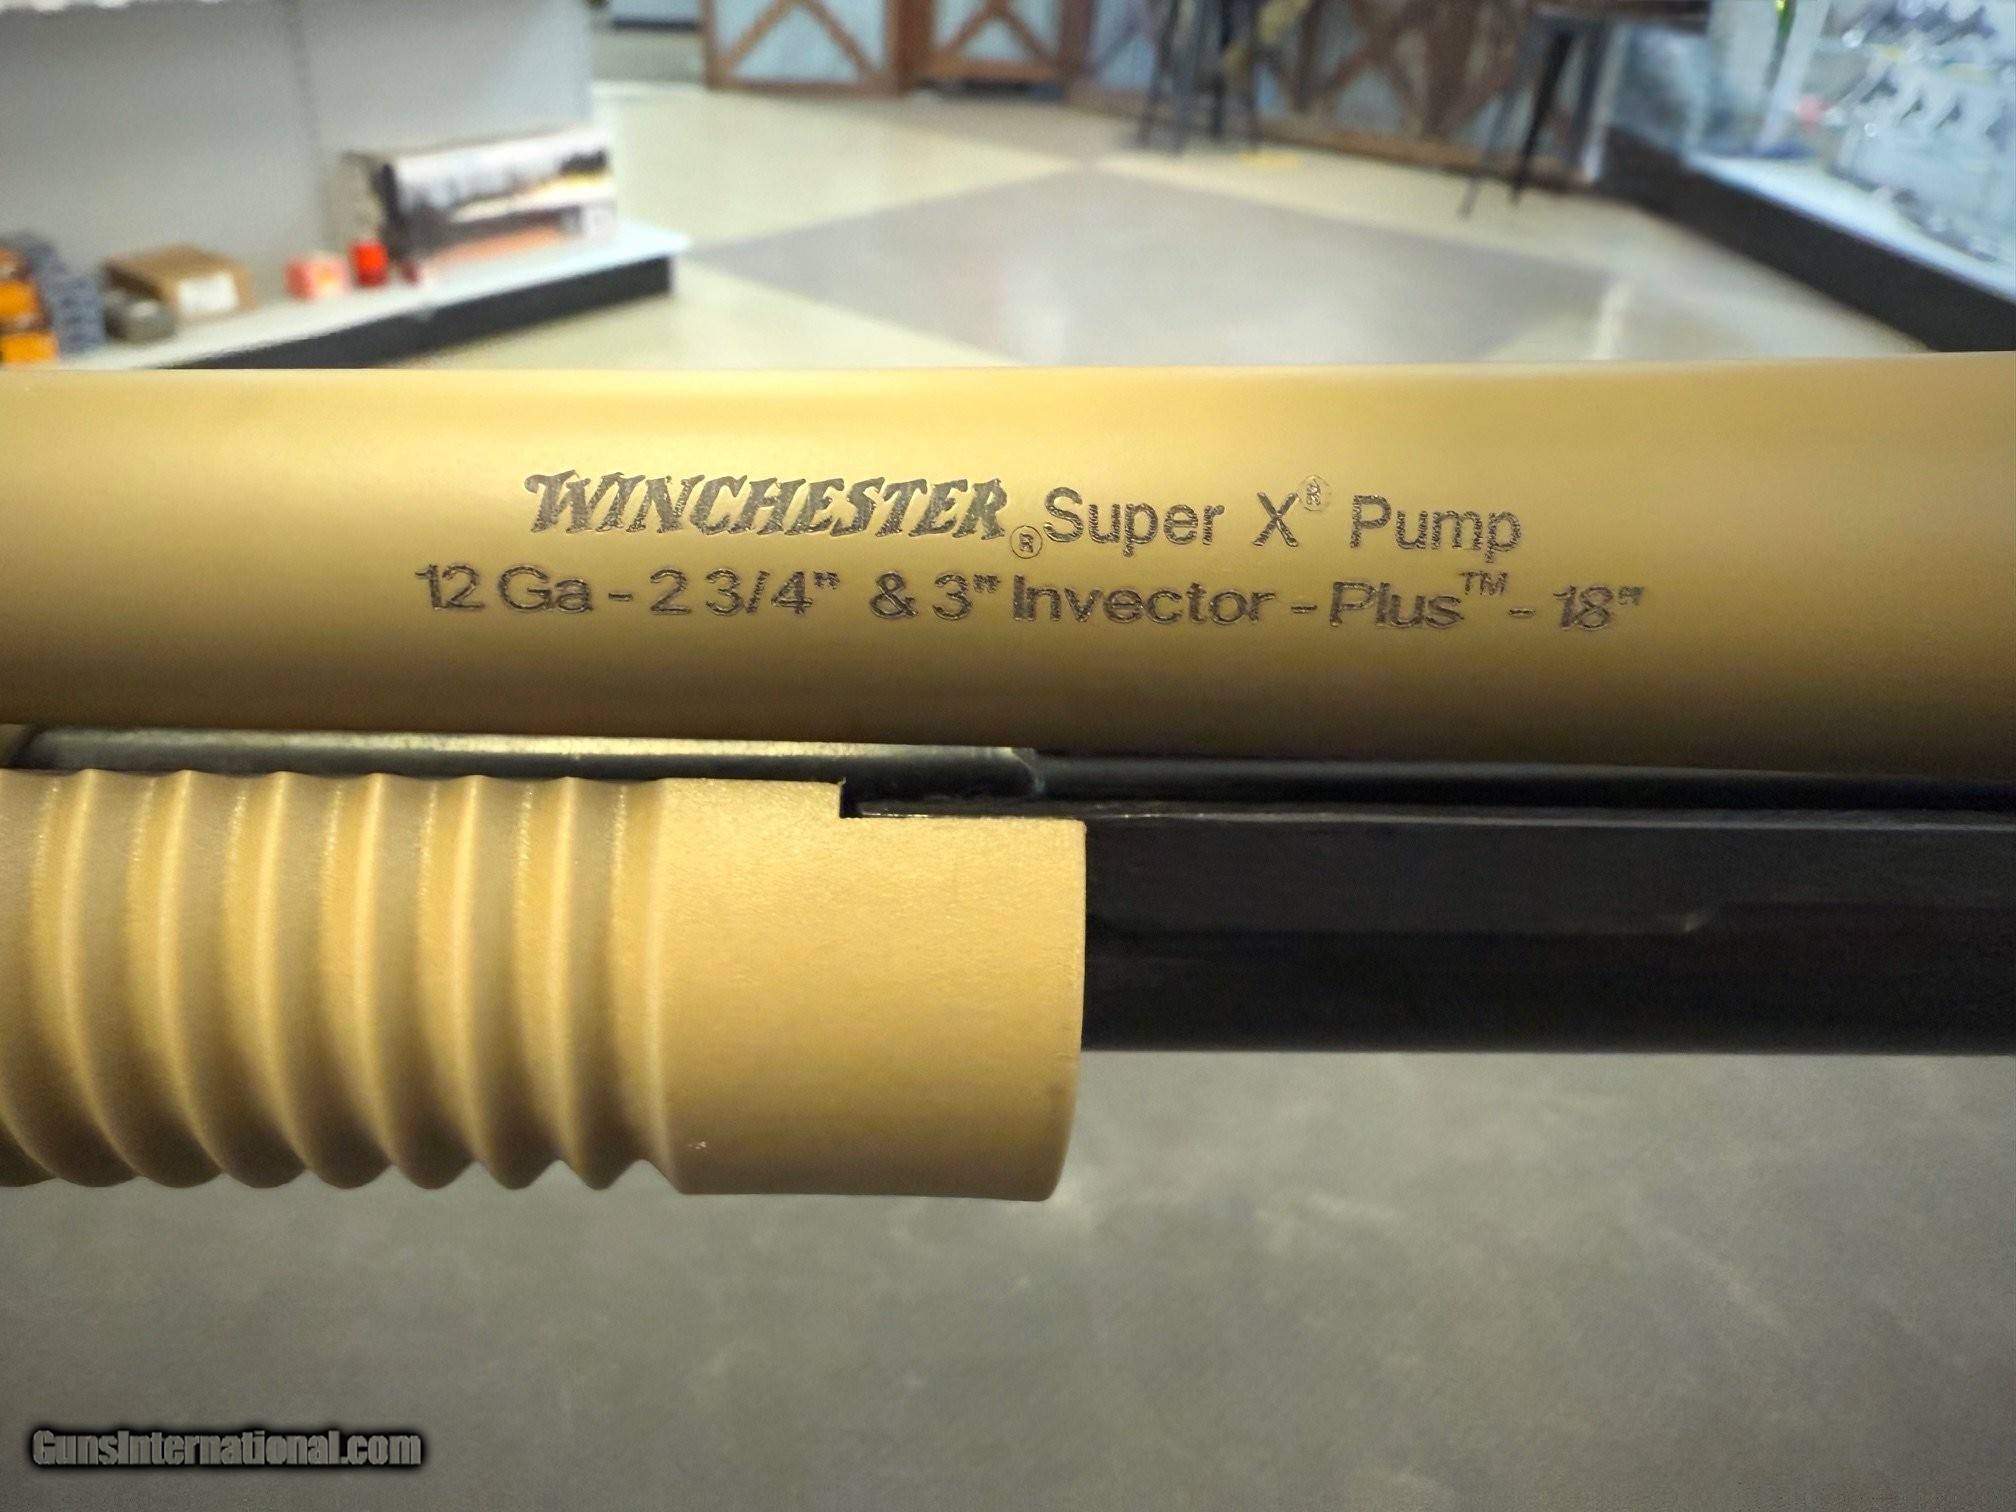 WINCHESTER® Super X® Pump
12 Ga - 2 3/4" & 3" Invector - Plus™ - 18"
GunsInternational.com